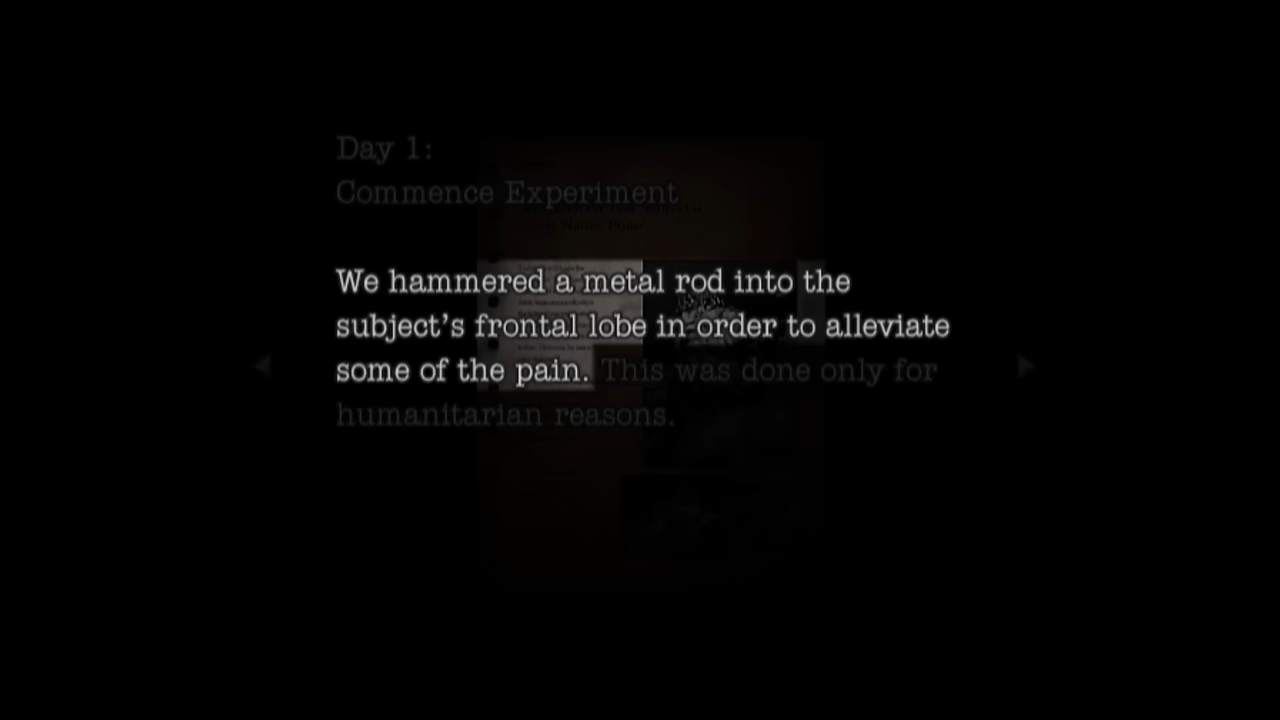 Day 1:
Commence Experiment
We hammered a metal rod into the
subject's frontal lobe in order to alleviate
some of the pain. This was done only for
humanitarian reasons.